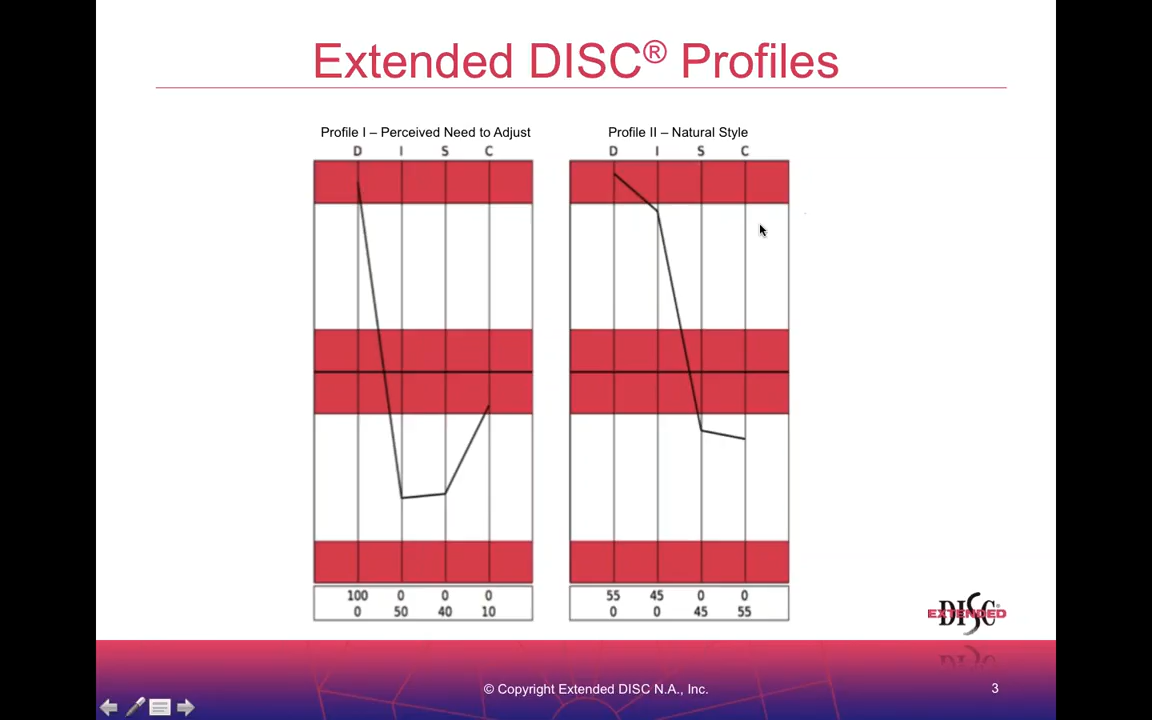 Extended DISC® Profiles
Profile I – Perceived Need to Adjust
D I S C
100 0 0 0
0 50 40 10
Profile II – Natural Style
D I S C
55 45 0 0
0 0 45 55
DISC®
EXTENDED
© Copyright Extended DISC N.A., Inc.
3